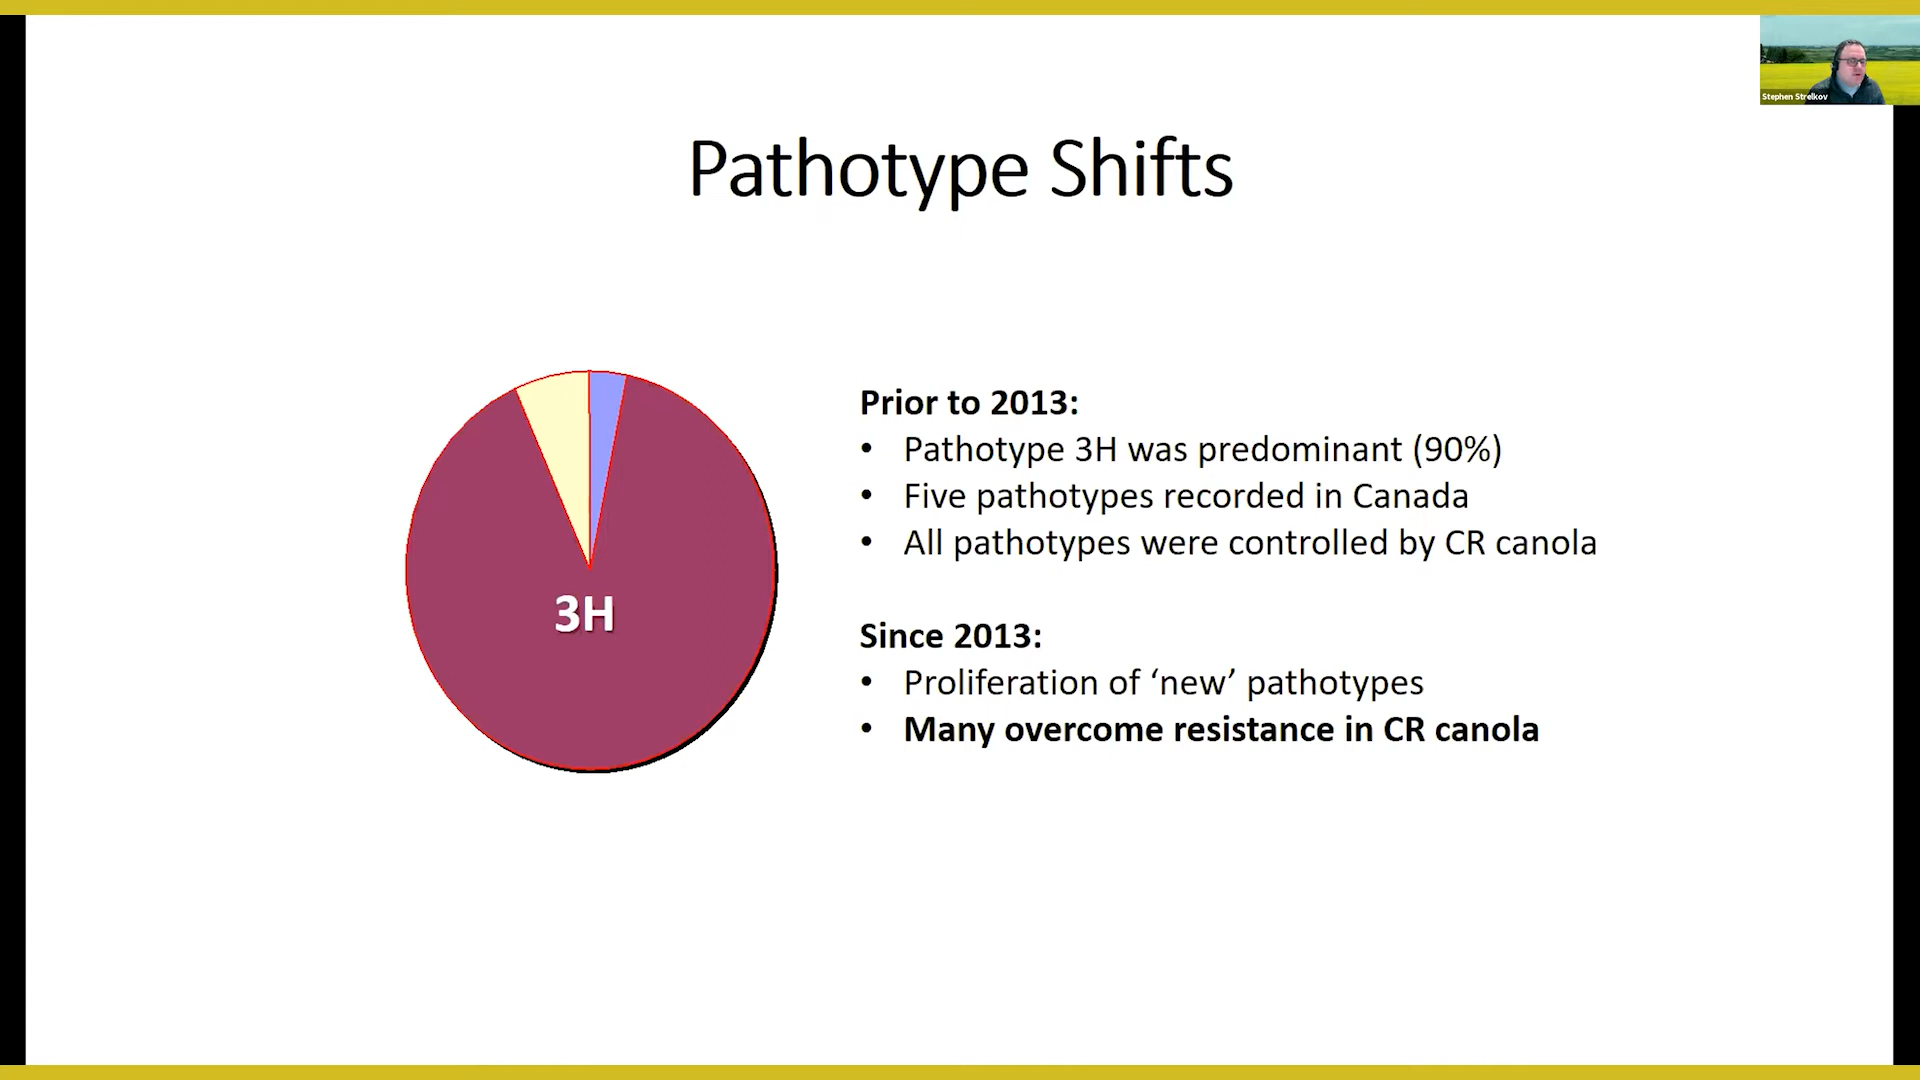 Stephen Strelkov
Pathotype Shifts
3H
Prior to 2013:
• Pathotype 3H was predominant (90%)
• Five pathotypes recorded in Canada
• All pathotypes were controlled by CR canola
Since 2013:
• Proliferation of ‘new’ pathotypes
• Many overcome resistance in CR canola